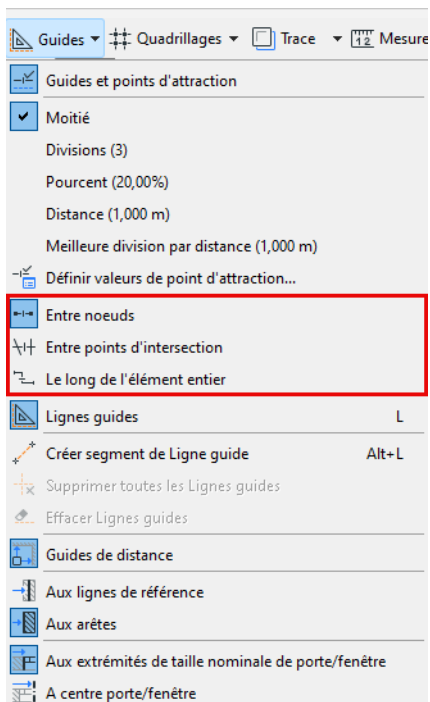 Guides Quadrillages Trace Mesure
Guides et points d'attraction
Moitié
Divisions (3)
Pourcent (20,00%)
Distance (1,000 m)
Meilleure division par distance (1,000 m)
Définir valeurs de point d'attraction...
Entre noeuds
Entre points d'intersection
Le long de l'élément entier
Lignes guides L
Créer segment de Ligne guide Alt+L
Supprimer toutes les Lignes guides
Effacer Lignes guides
Guides de distance
Aux lignes de référence
Aux arêtes
Aux extrémités de taille nominale de porte/fenêtre
A centre porte/fenêtre